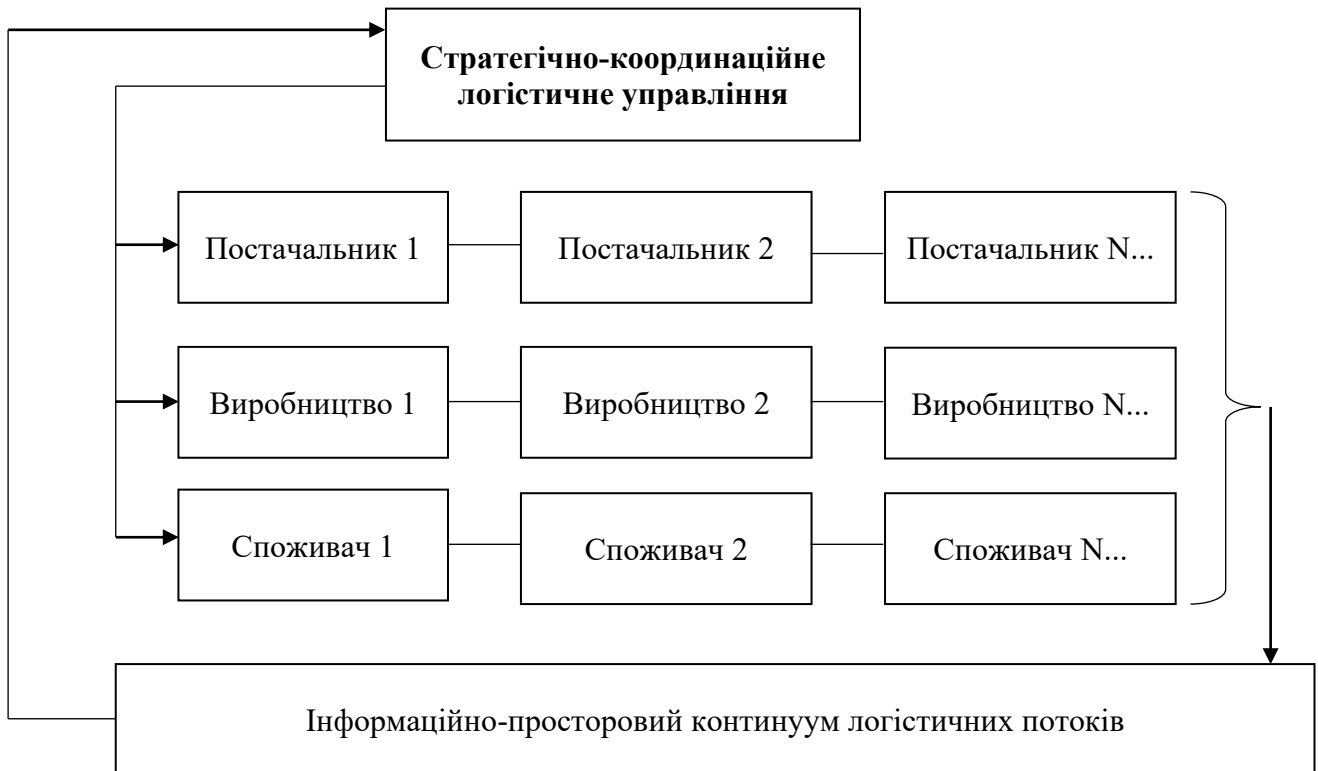 Стратегічно-координаційне
логістичне управління
Постачальник 1
Постачальник 2
Постачальник N...
Виробництво 1
Виробництво 2
Виробництво N...
Споживач 1
Споживач 2
Споживач N...
Інформаційно-просторовий континуум логістичних потоків